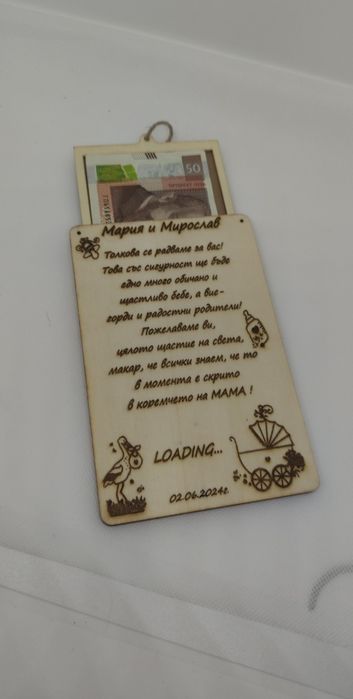 50
Мария и Мирослав
Толкова се радваме за вас!
Това със сигурност ще бъде
едно много обичано и
щастливо бебе, а вие-
горди и радостни родители!
Пожелаваме ви,
цялото щастие на света,
макар, че всички знаем, че то
в момента е скрито
в коремчето на МАМА !
LOADING...
02.06.2024г.